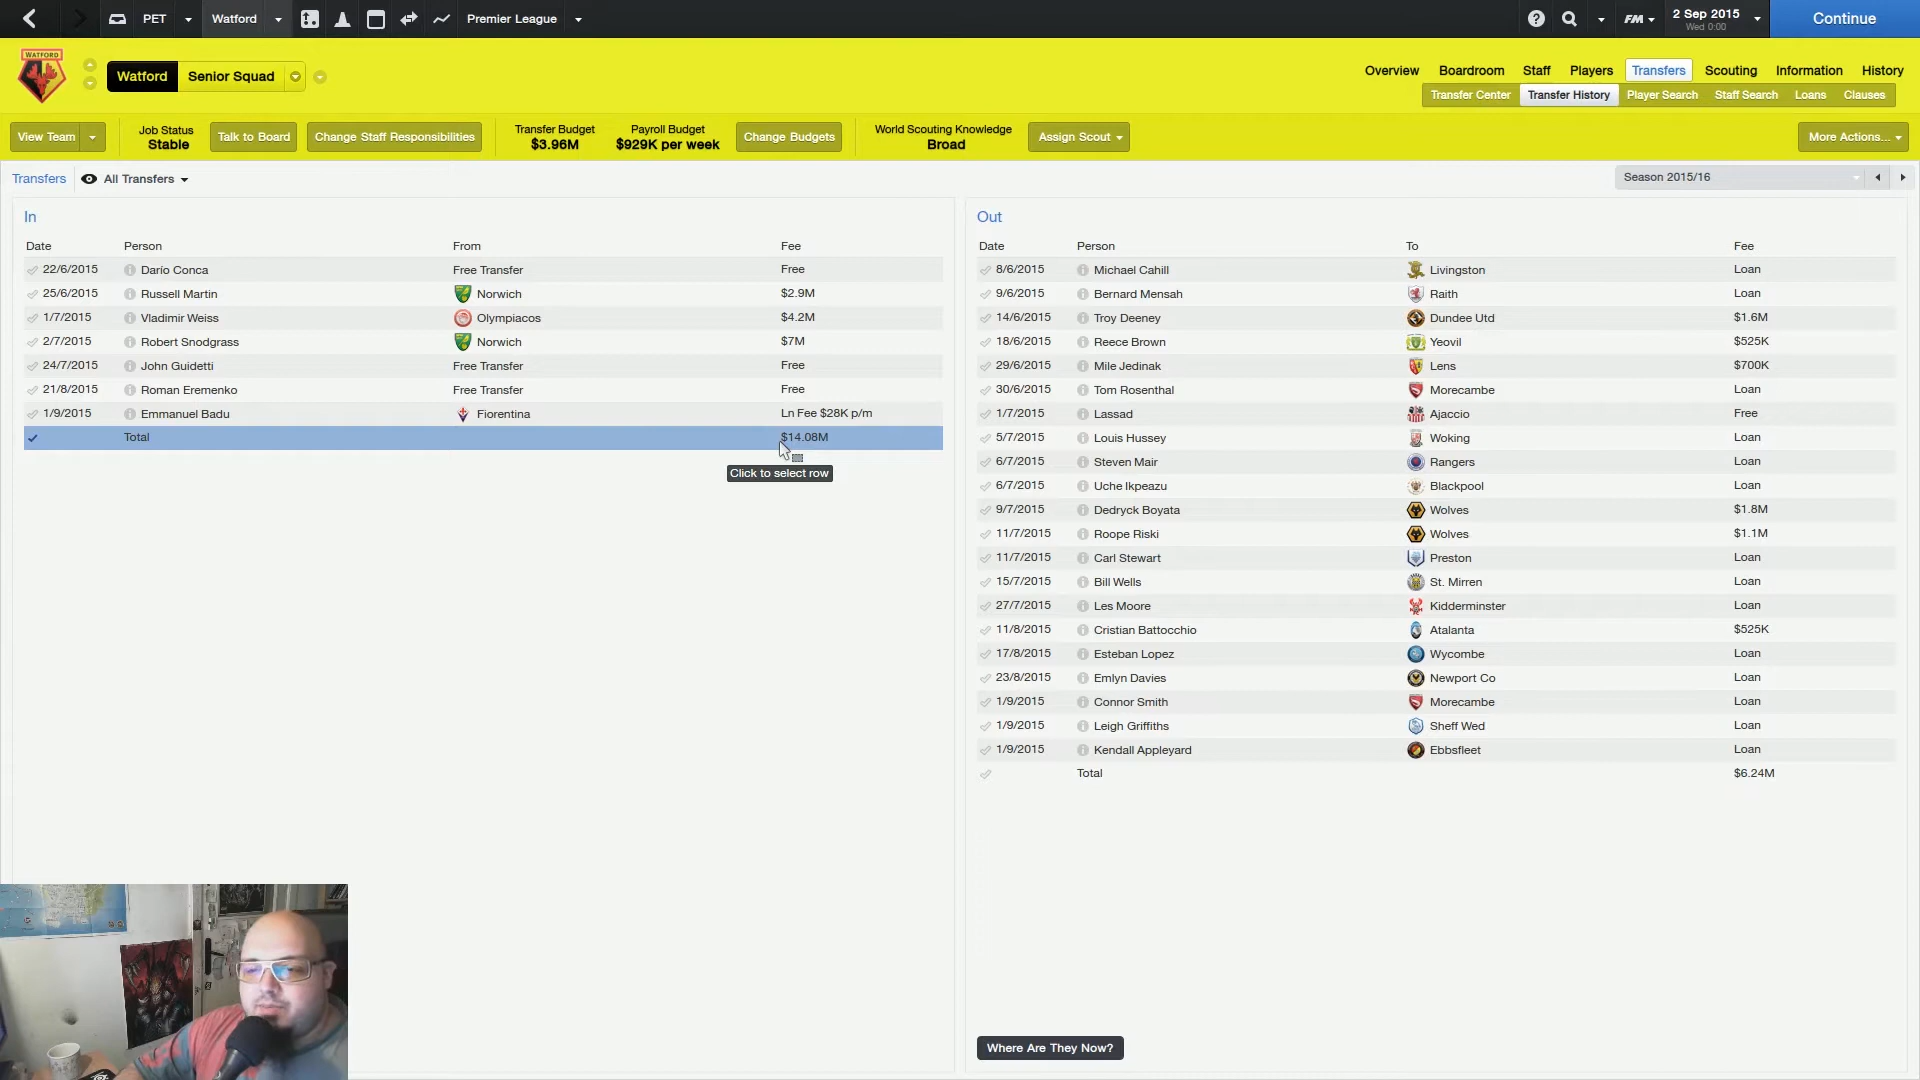 PET Watford Premier League ? FM 2 Sep 2015 Continue
Wed 0:00
WATFORD
Watford Senior Squad
Overview Boardroom Staff Players Transfers Scouting Information History
Transfer Center Transfer History Player Search Staff Search Loans Clauses
View Team
Job Status
Stable
Talk to Board
Change Staff Responsibilities
Transfer Budget
$3.96M
Payroll Budget
$929K per week
Change Budgets
World Scouting Knowledge
Broad
Assign Scout
More Actions...
Transfers All Transfers
Season 2015/16
In
Date Person From Fee
22/6/2015 Darío Conca Free Transfer Free
25/6/2015 Russell Martin Norwich $2.9M
1/7/2015 Vladimir Weiss Olympiacos $4.2M
2/7/2015 Robert Snodgrass Norwich $7M
24/7/2015 John Guidetti Free Transfer Free
21/8/2015 Roman Eremenko Free Transfer Free
1/9/2015 Emmanuel Badu Fiorentina Ln Fee $28K p/m
Total $14.08M
Click to select row
Out
Date Person To Fee
8/6/2015 Michael Cahill Livingston Loan
9/6/2015 Bernard Mensah Raith Loan
14/6/2015 Troy Deeney Dundee Utd $1.6M
18/6/2015 Reece Brown Yeovil $525K
29/6/2015 Mile Jedinak Lens $700K
30/6/2015 Tom Rosenthal Morecambe Loan
1/7/2015 Lassad Ajaccio Free
5/7/2015 Louis Hussey Woking Loan
6/7/2015 Steven Mair Rangers Loan
6/7/2015 Uche Ikpeazu Blackpool Loan
9/7/2015 Dedryck Boyata Wolves $1.8M
11/7/2015 Roope Riski Wolves $1.1M
11/7/2015 Carl Stewart Preston Loan
15/7/2015 Bill Wells St. Mirren Loan
27/7/2015 Les Moore Kidderminster Loan
11/8/2015 Cristian Battocchio Atalanta $525K
17/8/2015 Esteban Lopez Wycombe Loan
23/8/2015 Emlyn Davies Newport Co Loan
1/9/2015 Connor Smith Morecambe Loan
1/9/2015 Leigh Griffiths Sheff Wed Loan
1/9/2015 Kendall Appleyard Ebbsfleet Loan
Total $6.24M
Where Are They Now?